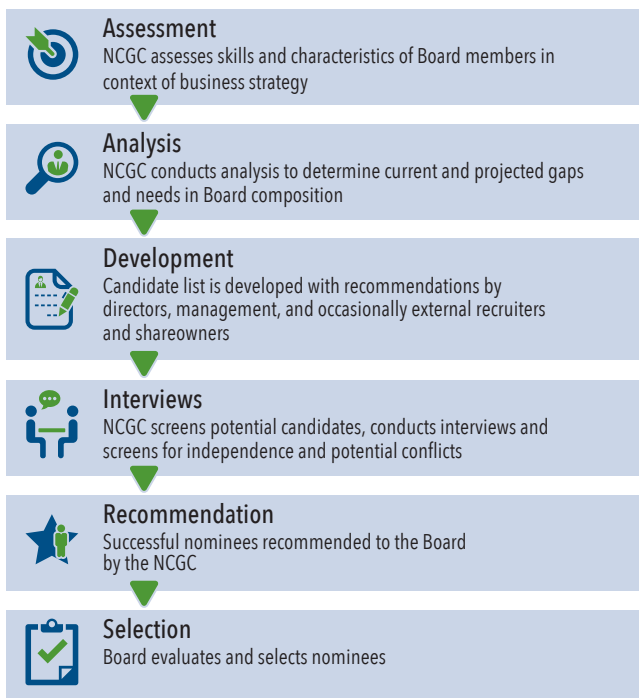 Assessment
NCGC assesses skills and characteristics of Board members in
context of business strategy
Analysis
NCGC conducts analysis to determine current and projected gaps
and needs in Board composition
Development
Candidate list is developed with recommendations by
directors, management, and occasionally external recruiters
and shareowners
Interviews
NCGC screens potential candidates, conducts interviews and
screens for independence and potential conflicts
Recommendation
Successful nominees recommended to the Board
by the NCGC
Selection
Board evaluates and selects nominees